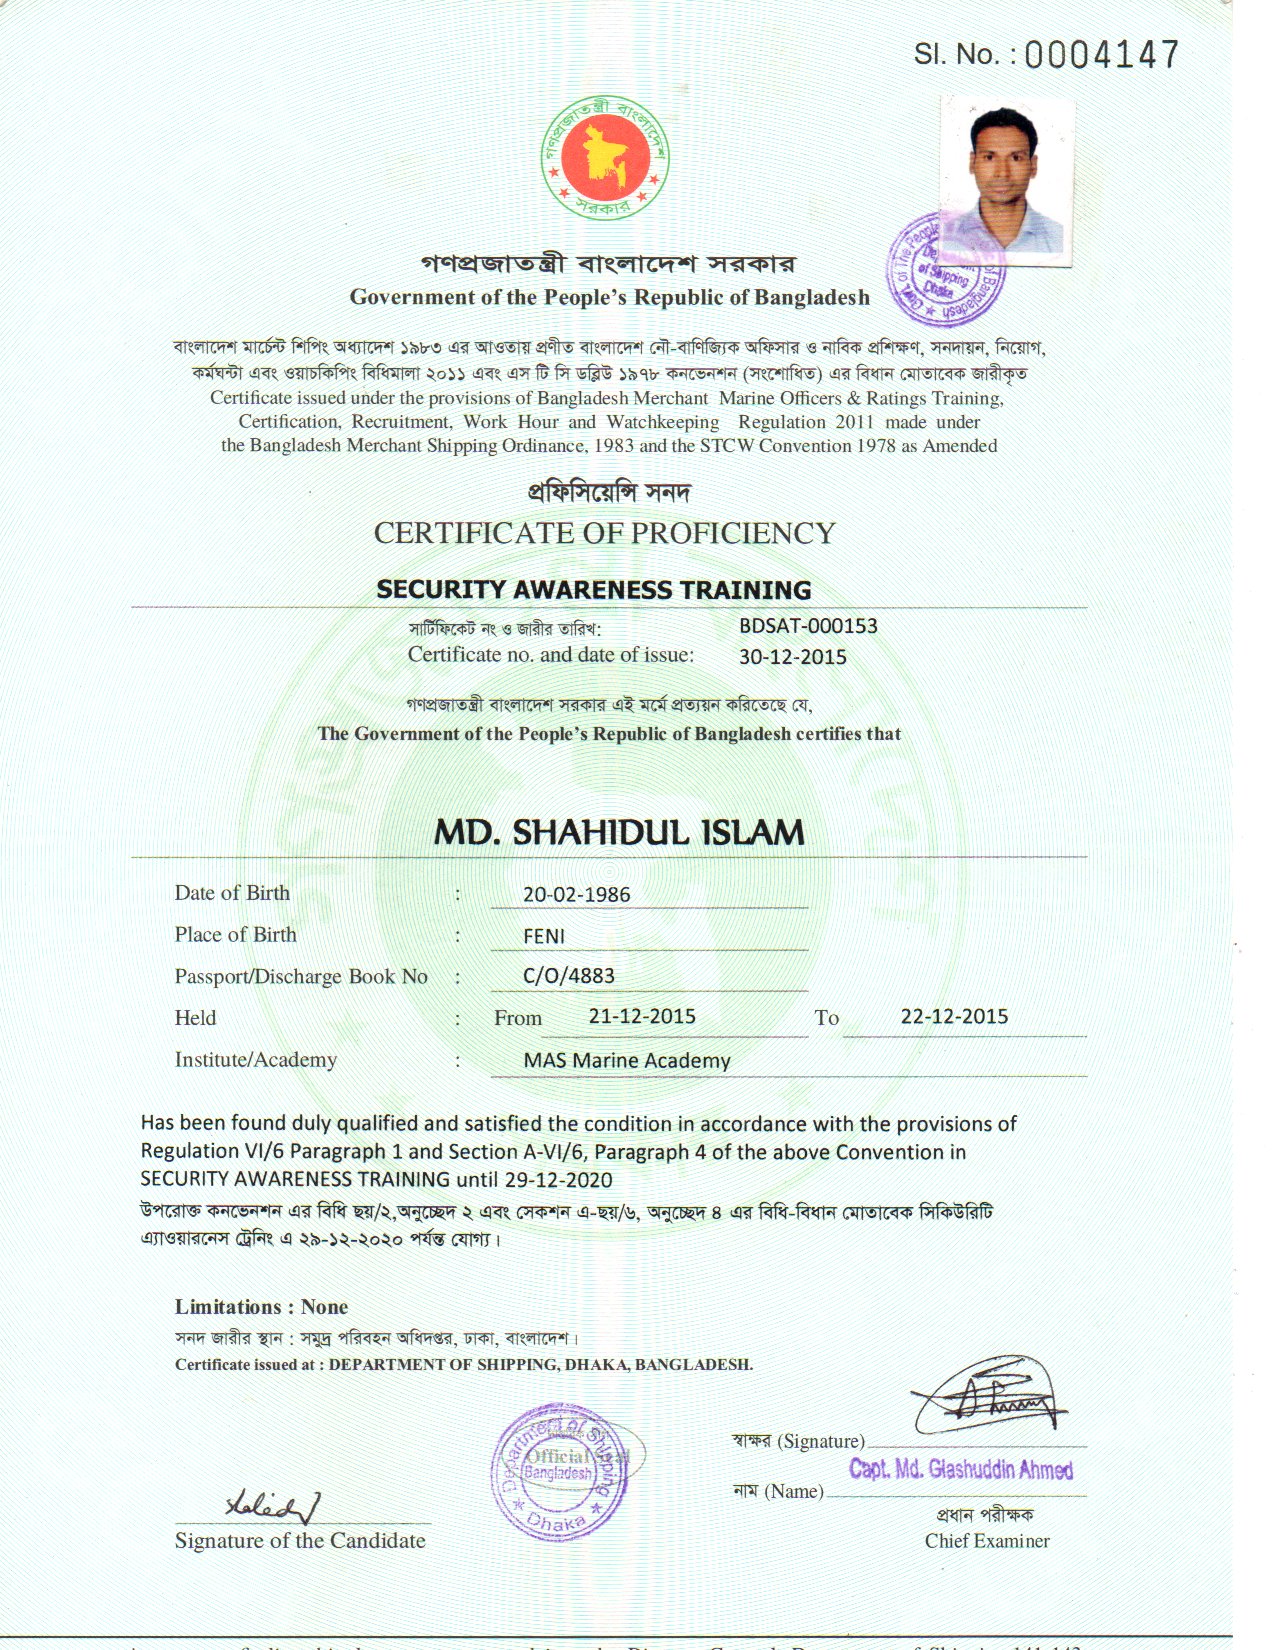 Sl. No. : 0004147
গণপ্রজাতন্ত্রী বাংলাদেশ
সরকার
Govt. of The People's of Bangladesh
Dep of Shipping
Dhaka
গণপ্রজাতন্ত্রী বাংলাদেশ সরকার
Government of the People's Republic of Bangladesh
বাংলাদেশ মার্চেন্ট শিপিং অধ্যাদেশ ১৯৮৩ এর আওতায় প্রণীত বাংলাদেশ নৌ-বাণিজ্যিক অফিসার ও নাবিক প্রশিক্ষণ, সনদায়ন, নিয়োগ,
কর্মঘন্টা এবং ওয়াচকিপিং বিধিমালা ২০১১ এবং এস টি সি ডব্লিউ ১৯৭৮ কনভেনশন (সংশোধিত) এর বিধান মোতাবেক জারীকৃত
Certificate issued under the provisions of Bangladesh Merchant Marine Officers & Ratings Training,
Certification, Recruitment, Work Hour and Watchkeeping Regulation 2011 made under
the Bangladesh Merchant Shipping Ordinance, 1983 and the STCW Convention 1978 as Amended
প্রফিসিয়েন্সি সনদ
CERTIFICATE OF PROFICIENCY
SECURITY AWARENESS TRAINING
সার্টিফিকেট নং ও জারীর তারিখ: BDSAT-000153
Certificate no. and date of issue: 30-12-2015
গণপ্রজাতন্ত্রী বাংলাদেশ সরকার এই মর্মে প্রত্যয়ন করিতেছে যে,
The Government of the People's Republic of Bangladesh certifies that
MD. SHAHIDUL ISLAM
Date of Birth : 20-02-1986
Place of Birth : FENI
Passport/Discharge Book No : C/O/4883
Held : From 21-12-2015 To 22-12-2015
Institute/Academy : MAS Marine Academy
Has been found duly qualified and satisfied the condition in accordance with the provisions of
Regulation VI/6 Paragraph 1 and Section A-VI/6, Paragraph 4 of the above Convention in
SECURITY AWARENESS TRAINING until 29-12-2020
উপরোক্ত কনভেনশন এর বিধি ছয়/২,অনুচ্ছেদ ২ এবং সেকশন এ-ছয়/৬, অনুচ্ছেদ ৪ এর বিধি-বিধান মোতাবেক সিকিউরিটি
এ্যাওয়ারনেস ট্রেনিং এ ২৯-১২-২০২০ পর্যন্ত যোগ্য।
Limitations : None
সনদ জারীর স্থান : সমুদ্র পরিবহন অধিদপ্তর, ঢাকা, বাংলাদেশ।
Certificate issued at : DEPARTMENT OF SHIPPING, DHAKA, BANGLADESH.
Department of Shipping
Official Seal
Bangladesh
Dhaka
স্বাক্ষর (Signature)
Capt. Md. Giashuddin Ahmed
নাম (Name)
প্রধান পরীক্ষক
Signature of the Candidate
Chief Examiner